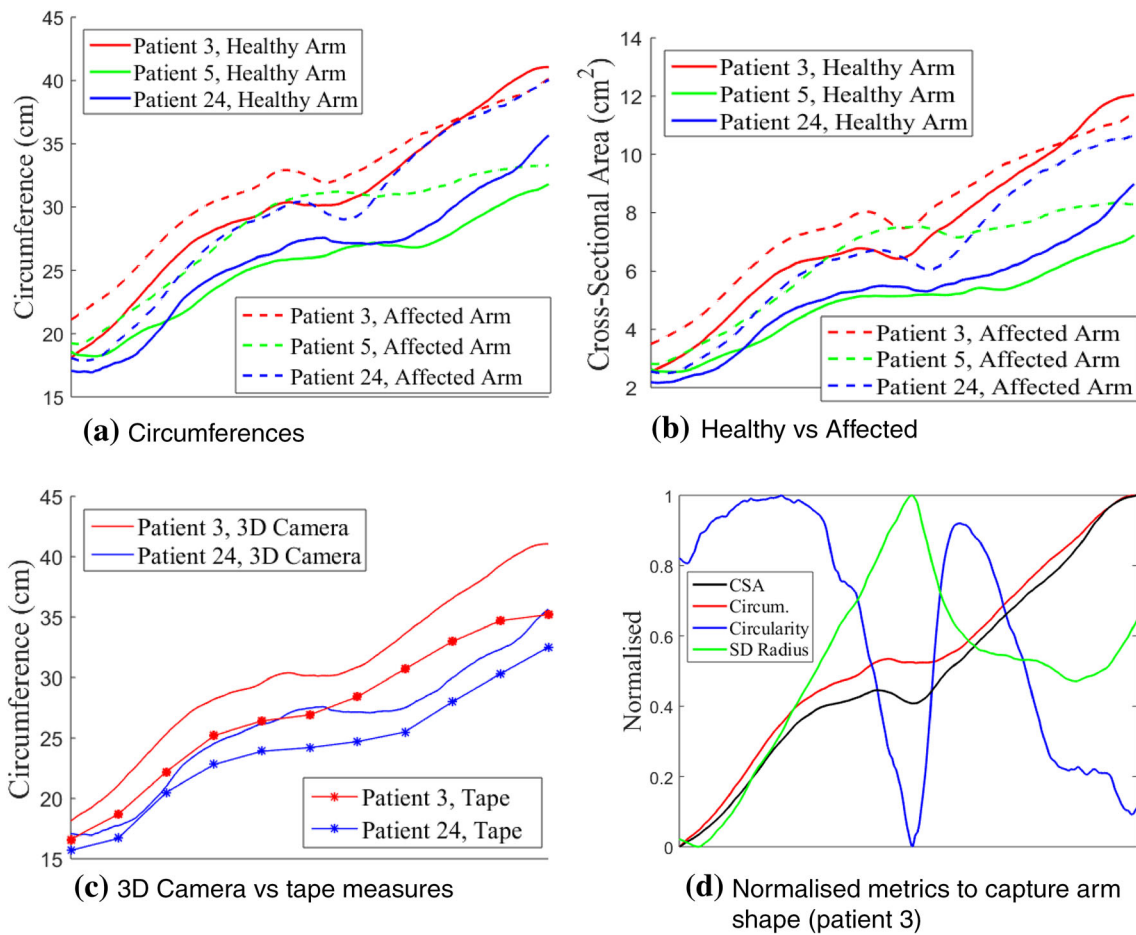 45
40
35
30
25
20
15
Circumference (cm)
Patient 3, Healthy Arm
Patient 5, Healthy Arm
Patient 24, Healthy Arm
Patient 3, Affected Arm
Patient 5, Affected Arm
Patient 24, Affected Arm
(a) Circumferences
14
12
10
8
6
4
2
Cross-Sectional Area (cm²)
Patient 3, Healthy Arm
Patient 5, Healthy Arm
Patient 24, Healthy Arm
Patient 3, Affected Arm
Patient 5, Affected Arm
Patient 24, Affected Arm
(b) Healthy vs Affected
45
40
35
30
25
20
15
Circumference (cm)
Patient 3, 3D Camera
Patient 24, 3D Camera
Patient 3, Tape
Patient 24, Tape
(c) 3D Camera vs tape measures
1
0.8
0.6
0.4
0.2
0
Normalised
CSA
Circum.
Circularity
SD Radius
(d) Normalised metrics to capture arm
shape (patient 3)